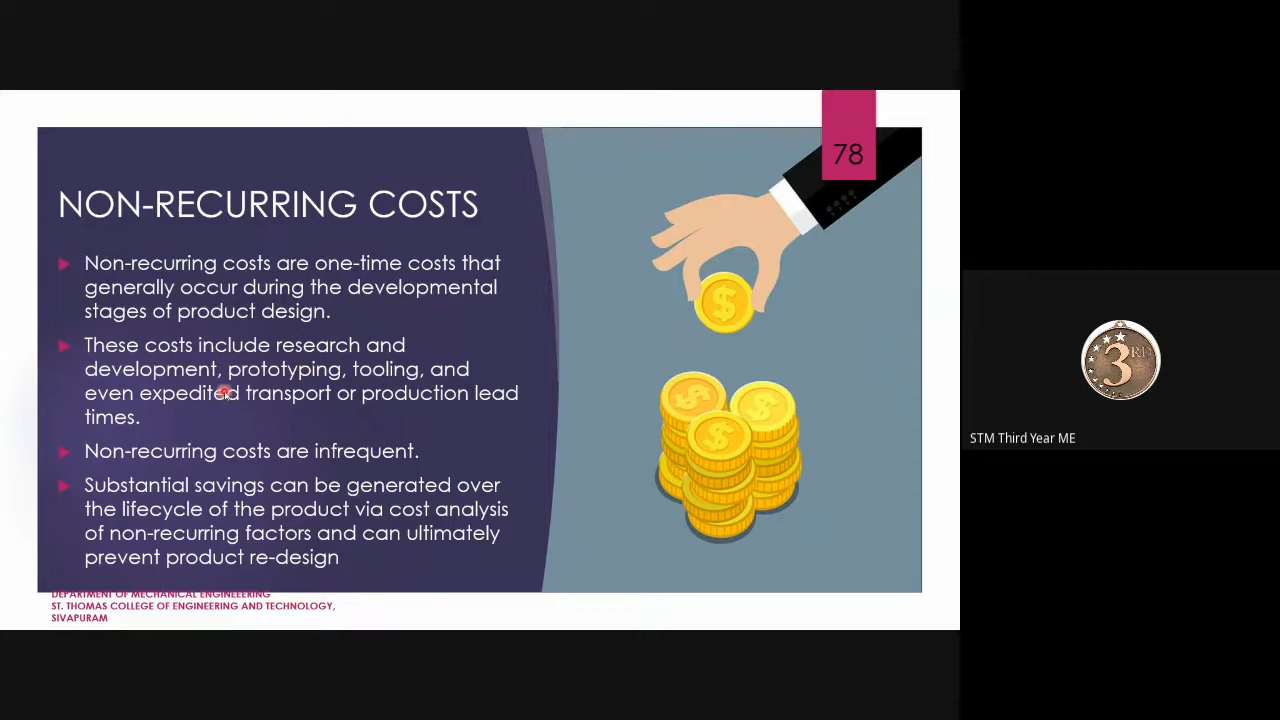 78
NON-RECURRING COSTS
Non-recurring costs are one-time costs that
generally occur during the developmental
stages of product design.
These costs include research and
development, prototyping, tooling, and
even expedited transport or production lead
times.
Non-recurring costs are infrequent.
Substantial savings can be generated over
the lifecycle of the product via cost analysis
of non-recurring factors and can ultimately
prevent product re-design
DEPARTMENT OF MECHANICAL ENGINEEERING
ST. THOMAS COLLEGE OF ENGINEERING AND TECHNOLOGY,
SIVAPURAM
$
$
$
$
3RD
STM Third Year ME